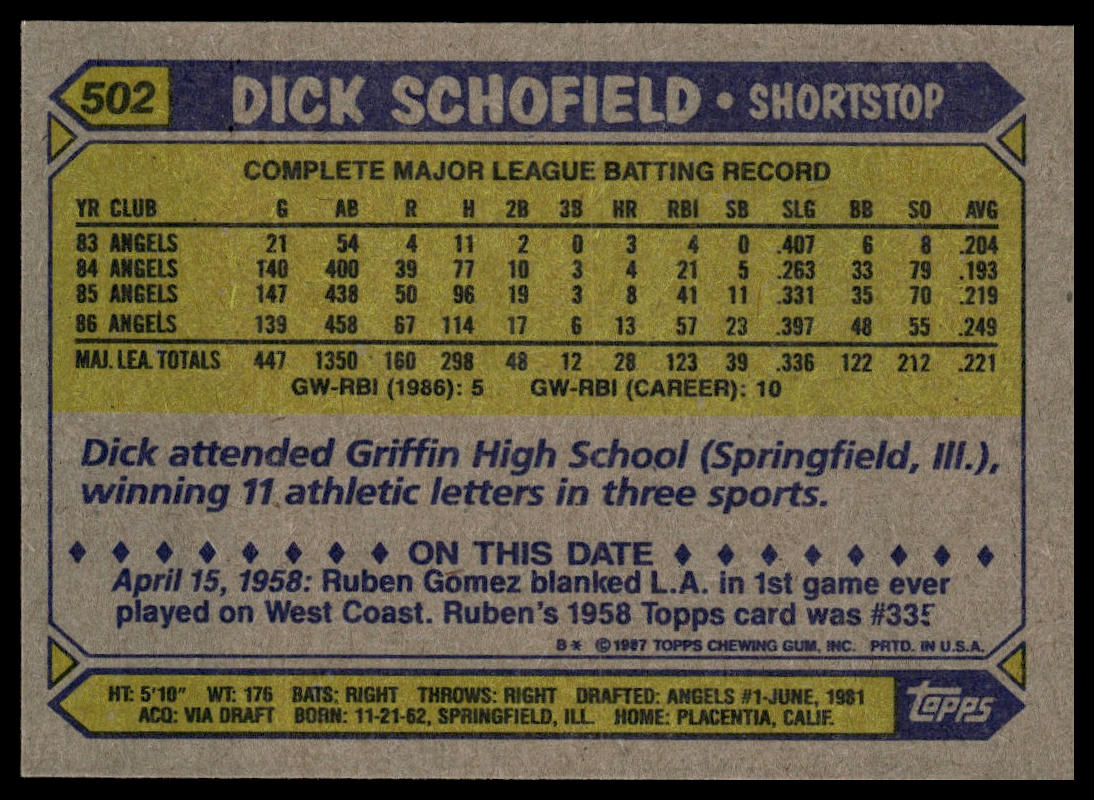 502 DICK SCHOFIELD • SHORTSTOP
COMPLETE MAJOR LEAGUE BATTING RECORD
YR CLUB G AB R H 2B 3B HR RBI SB SLG BB SO AVG
83 ANGELS 21 54 4 11 2 0 3 4 0 .407 6 8 .204
84 ANGELS 140 400 39 77 10 3 4 21 5 .263 33 79 .193
85 ANGELS 147 438 50 96 19 3 8 41 11 .331 35 70 .219
86 ANGELS 139 458 67 114 17 6 13 57 23 .397 48 55 .249
MAJ. LEA. TOTALS 447 1350 160 298 48 12 28 123 39 .336 122 212 .221
GW-RBI (1986): 5 GW-RBI (CAREER): 10
Dick attended Griffin High School (Springfield, Ill.),
winning 11 athletic letters in three sports.
ON THIS DATE
April 15, 1958: Ruben Gomez blanked L.A. in 1st game ever
played on West Coast. Ruben's 1958 Topps card was #335
B* ©1987 TOPPS CHEWING GUM, INC. PRTD. IN U.S.A.
HT: 5'10" WT: 176 BATS: RIGHT THROWS: RIGHT DRAFTED: ANGELS #1-JUNE, 1981
ACQ: VIA DRAFT BORN: 11-21-62, SPRINGFIELD, ILL. HOME: PLACENTIA, CALIF.
topps